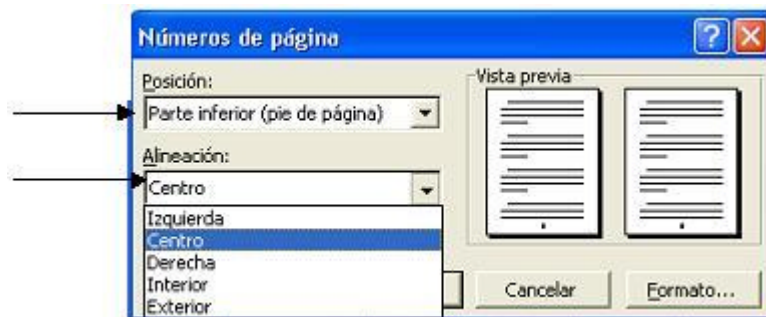 Números de página
Posición:
Parte inferior (pie de página)
Alineación:
Centro
Izquierda
Centro
Derecha
Interior
Exterior
Vista previa
Cancelar
Formato...